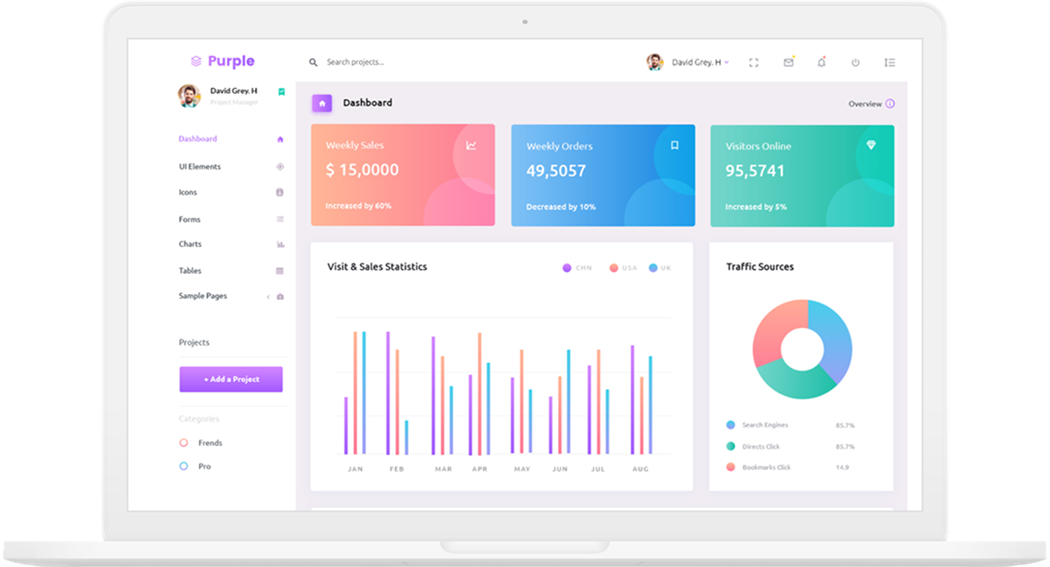 Purple
Search projects...
David Grey. H
David Grey. H
Project Manager
Dashboard
UI Elements
Icons
Forms
Charts
Tables
Sample Pages
Projects
+ Add a Project
Categories
Frends
Pro
Dashboard
Overview
Weekly Sales
$ 15,0000
Increased by 60%
Weekly Orders
49,5057
Decreased by 10%
Visitors Online
95,5741
Increased by 5%
Visit & Sales Statistics
CHN USA UK
JAN FEB MAR APR MAY JUN JUL AUG
Traffic Sources
Search Engines 85.7%
Directs Click 85.7%
Bookmarks Click 14.9